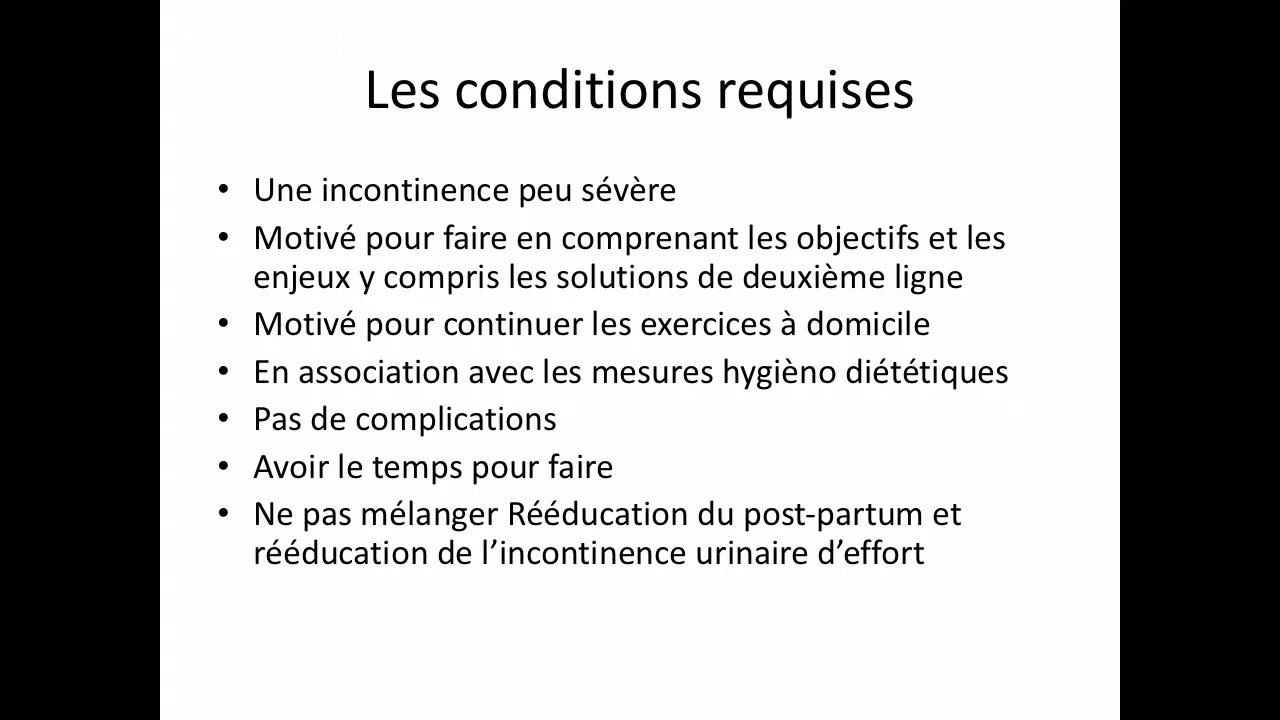 Les conditions requises
• Une incontinence peu sévère
• Motivé pour faire en comprenant les objectifs et les
enjeux y compris les solutions de deuxième ligne
• Motivé pour continuer les exercices à domicile
• En association avec les mesures hygièno diététiques
• Pas de complications
• Avoir le temps pour faire
• Ne pas mélanger Rééducation du post-partum et
rééducation de l’incontinence urinaire d’effort